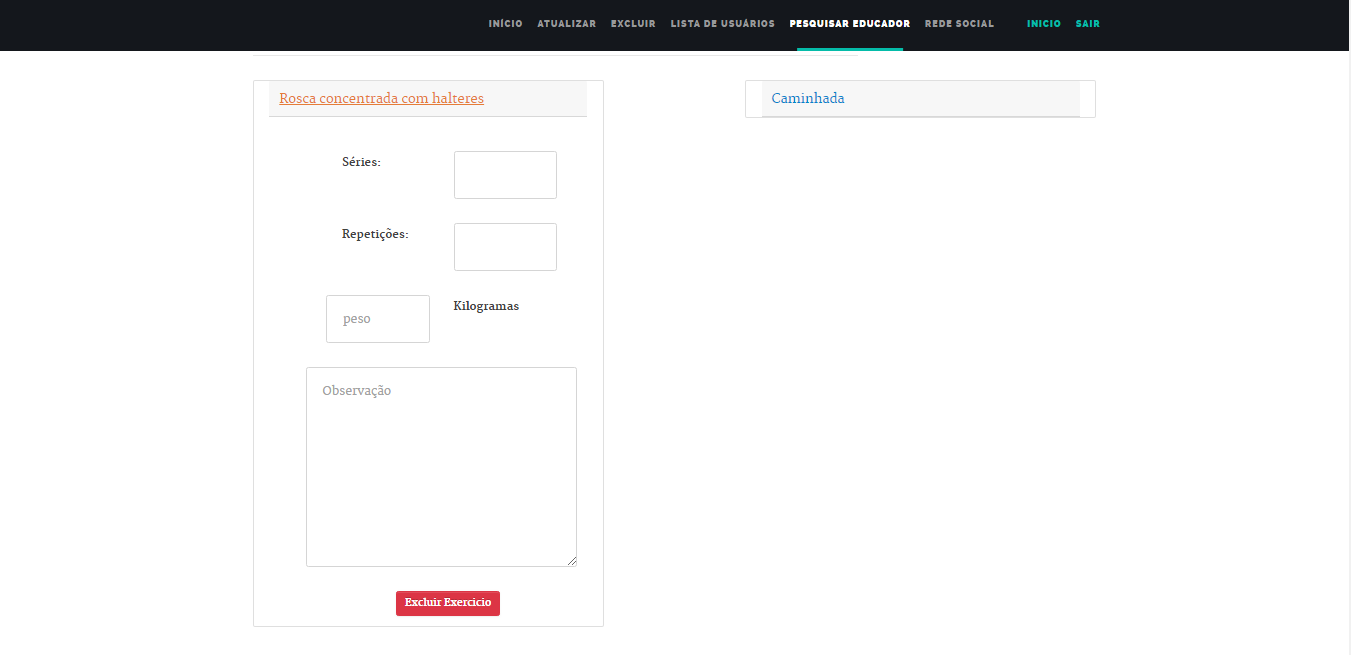 INÍCIO ATUALIZAR EXCLUIR LISTA DE USUÁRIOS PESQUISAR EDUCADOR REDE SOCIAL INICIO SAIR
Rosca concentrada com halteres
Séries:
Repetições:
peso Kilogramas
Observação
Excluir Exercicio
Caminhada